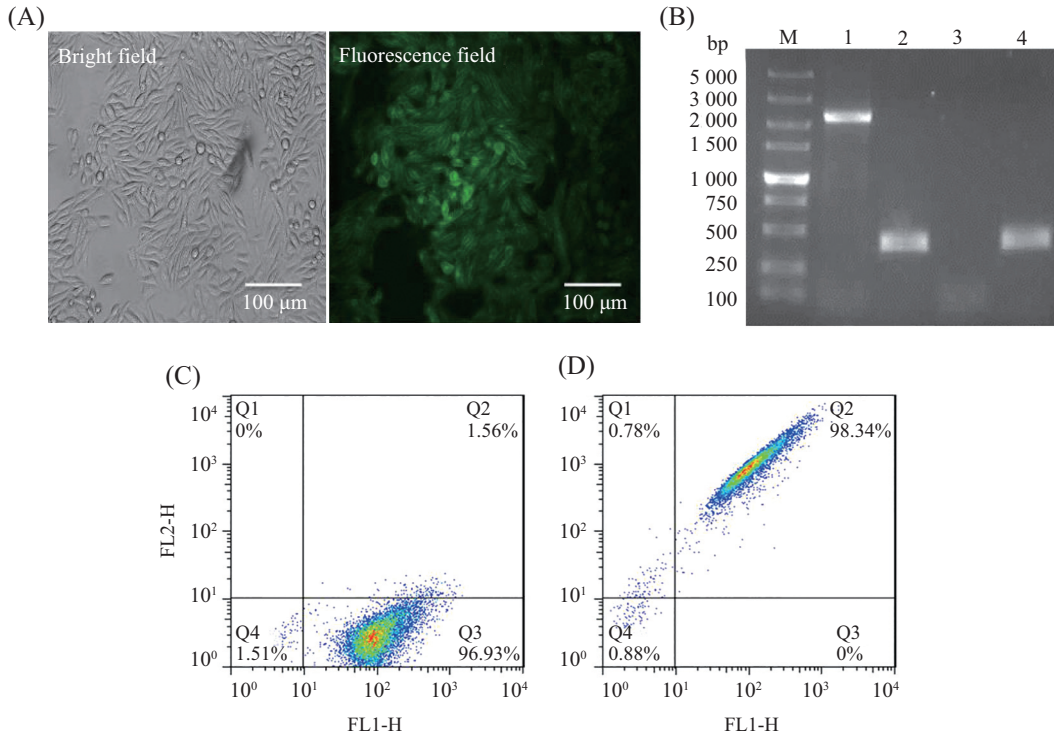 (A)
Bright field
100 μm
Fluorescence field
100 μm
(B)
bp
M 1 2 3 4
5 000
3 000
2 000
1 500
1 000
750
500
250
100
(C)
FL2-H
10⁴
10³
10²
10¹
10⁰
Q1
0%
Q2
1.56%
Q4
1.51%
Q3
96.93%
10⁰ 10¹ 10² 10³ 10⁴
FL1-H
(D)
10⁴
10³
10²
10¹
10⁰
Q1
0.78%
Q2
98.34%
Q4
0.88%
Q3
0%
10⁰ 10¹ 10² 10³ 10⁴
FL1-H